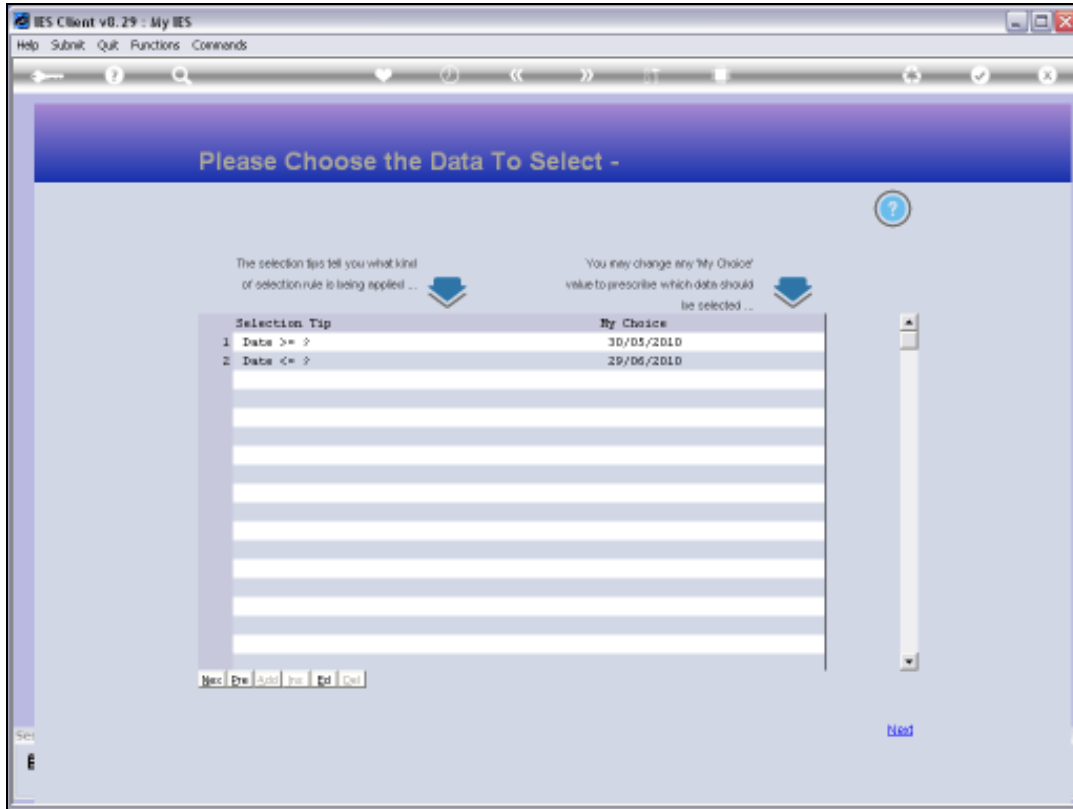 IES Client v8.29 : My IES
Help Submit Quit Functions Commands
Please Choose the Data To Select -
The selection tips tell you what kind
of selection rule is being applied ...
You may change any 'My Choice'
value to prescribe which data should
be selected ...
Selection Tip My Choice
1 Date >= ? 30/05/2010
2 Date <= ? 29/06/2010
Nex Pre Add Ins Ed Del
Next